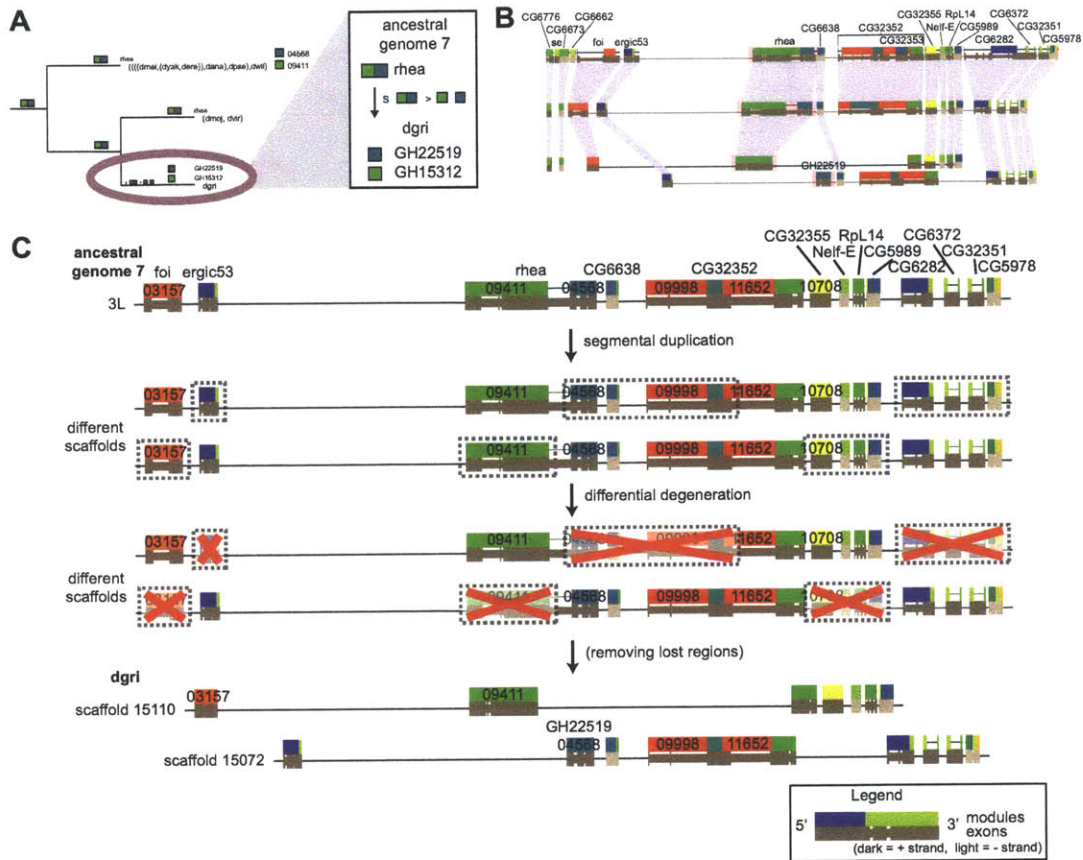 A
ancestral
genome 7
04568
09411
rhea
((((dmel,(dyak,dere)),dana),dpse),dwil)
rhea
(dmoj, dvir)
GH22519
GH15312
dgri
rhea
s
>
dgri
GH22519
GH15312
B
CG6776
CG6673
CG6662
se
foi
ergic53
rhea
CG6638
CG32352
CG32353
CG32355
RpL14
Nelf-E
CG5989
CG6282
CG6372
CG32351
CG5978
GH22519
C
ancestral
genome 7
foi
ergic53
rhea
CG6638
CG32352
CG32355
RpL14
Nelf-E
CG5989
CG6282
CG6372
CG32351
CG5978
3L
03157
09411
04568
09998
11652
10708
segmental duplication
different
scaffolds
03157
09411
04568
09998
11652
10708
03157
09411
04568
09998
11652
10708
differential degeneration
different
scaffolds
03157
09411
11652
10708
04568
09998
11652
(removing lost regions)
dgri
scaffold 15110
03157
09411
GH22519
scaffold 15072
04568
09998
11652
Legend
5'
3'
modules
exons
(dark = + strand, light = - strand)